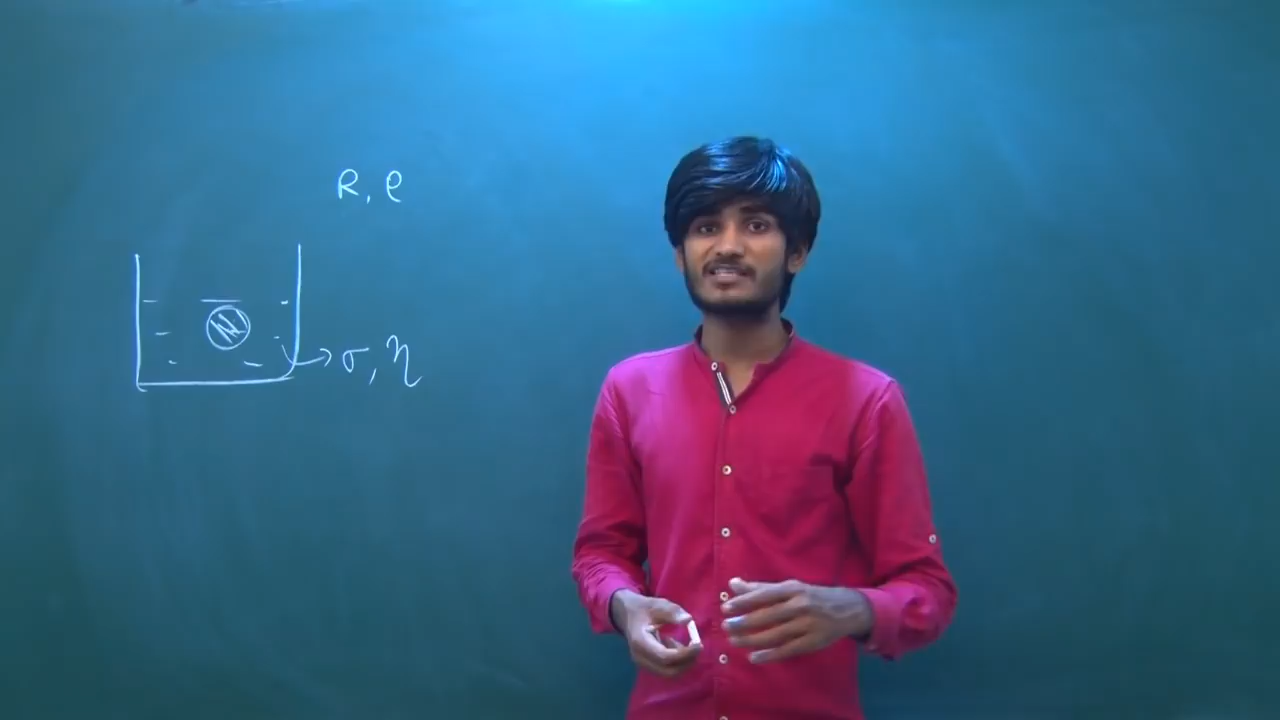 R, ρ
σ, η